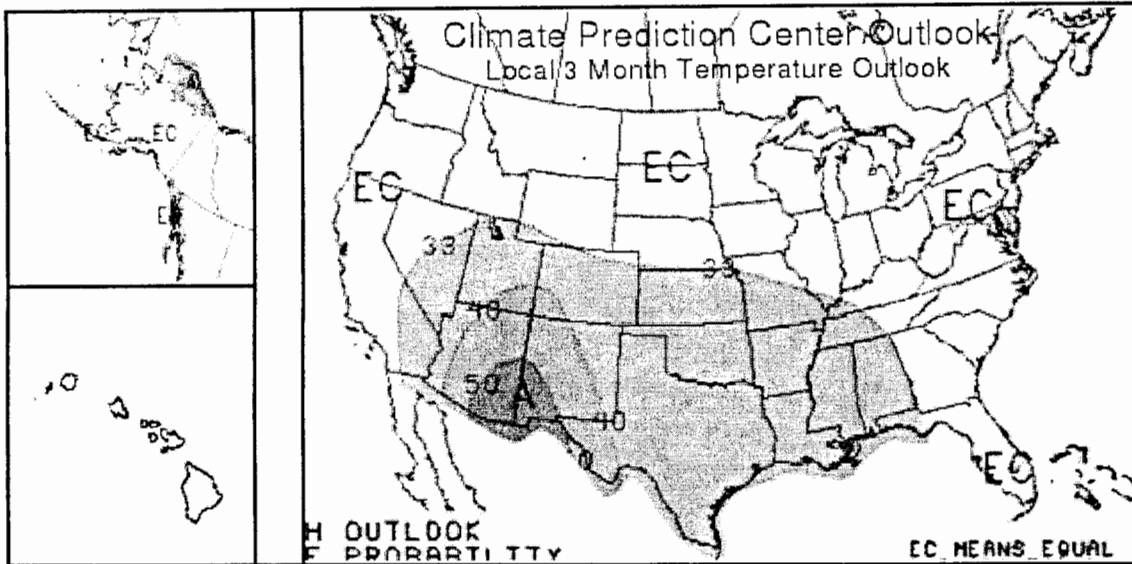 Climate Prediction Center Outlook
Local 3 Month Temperature Outlook
EC
EC
EC
EC
EC
33
33
40
50
A
40
EC
H OUTLOOK
F PROBABILITY
EC MEANS EQUAL